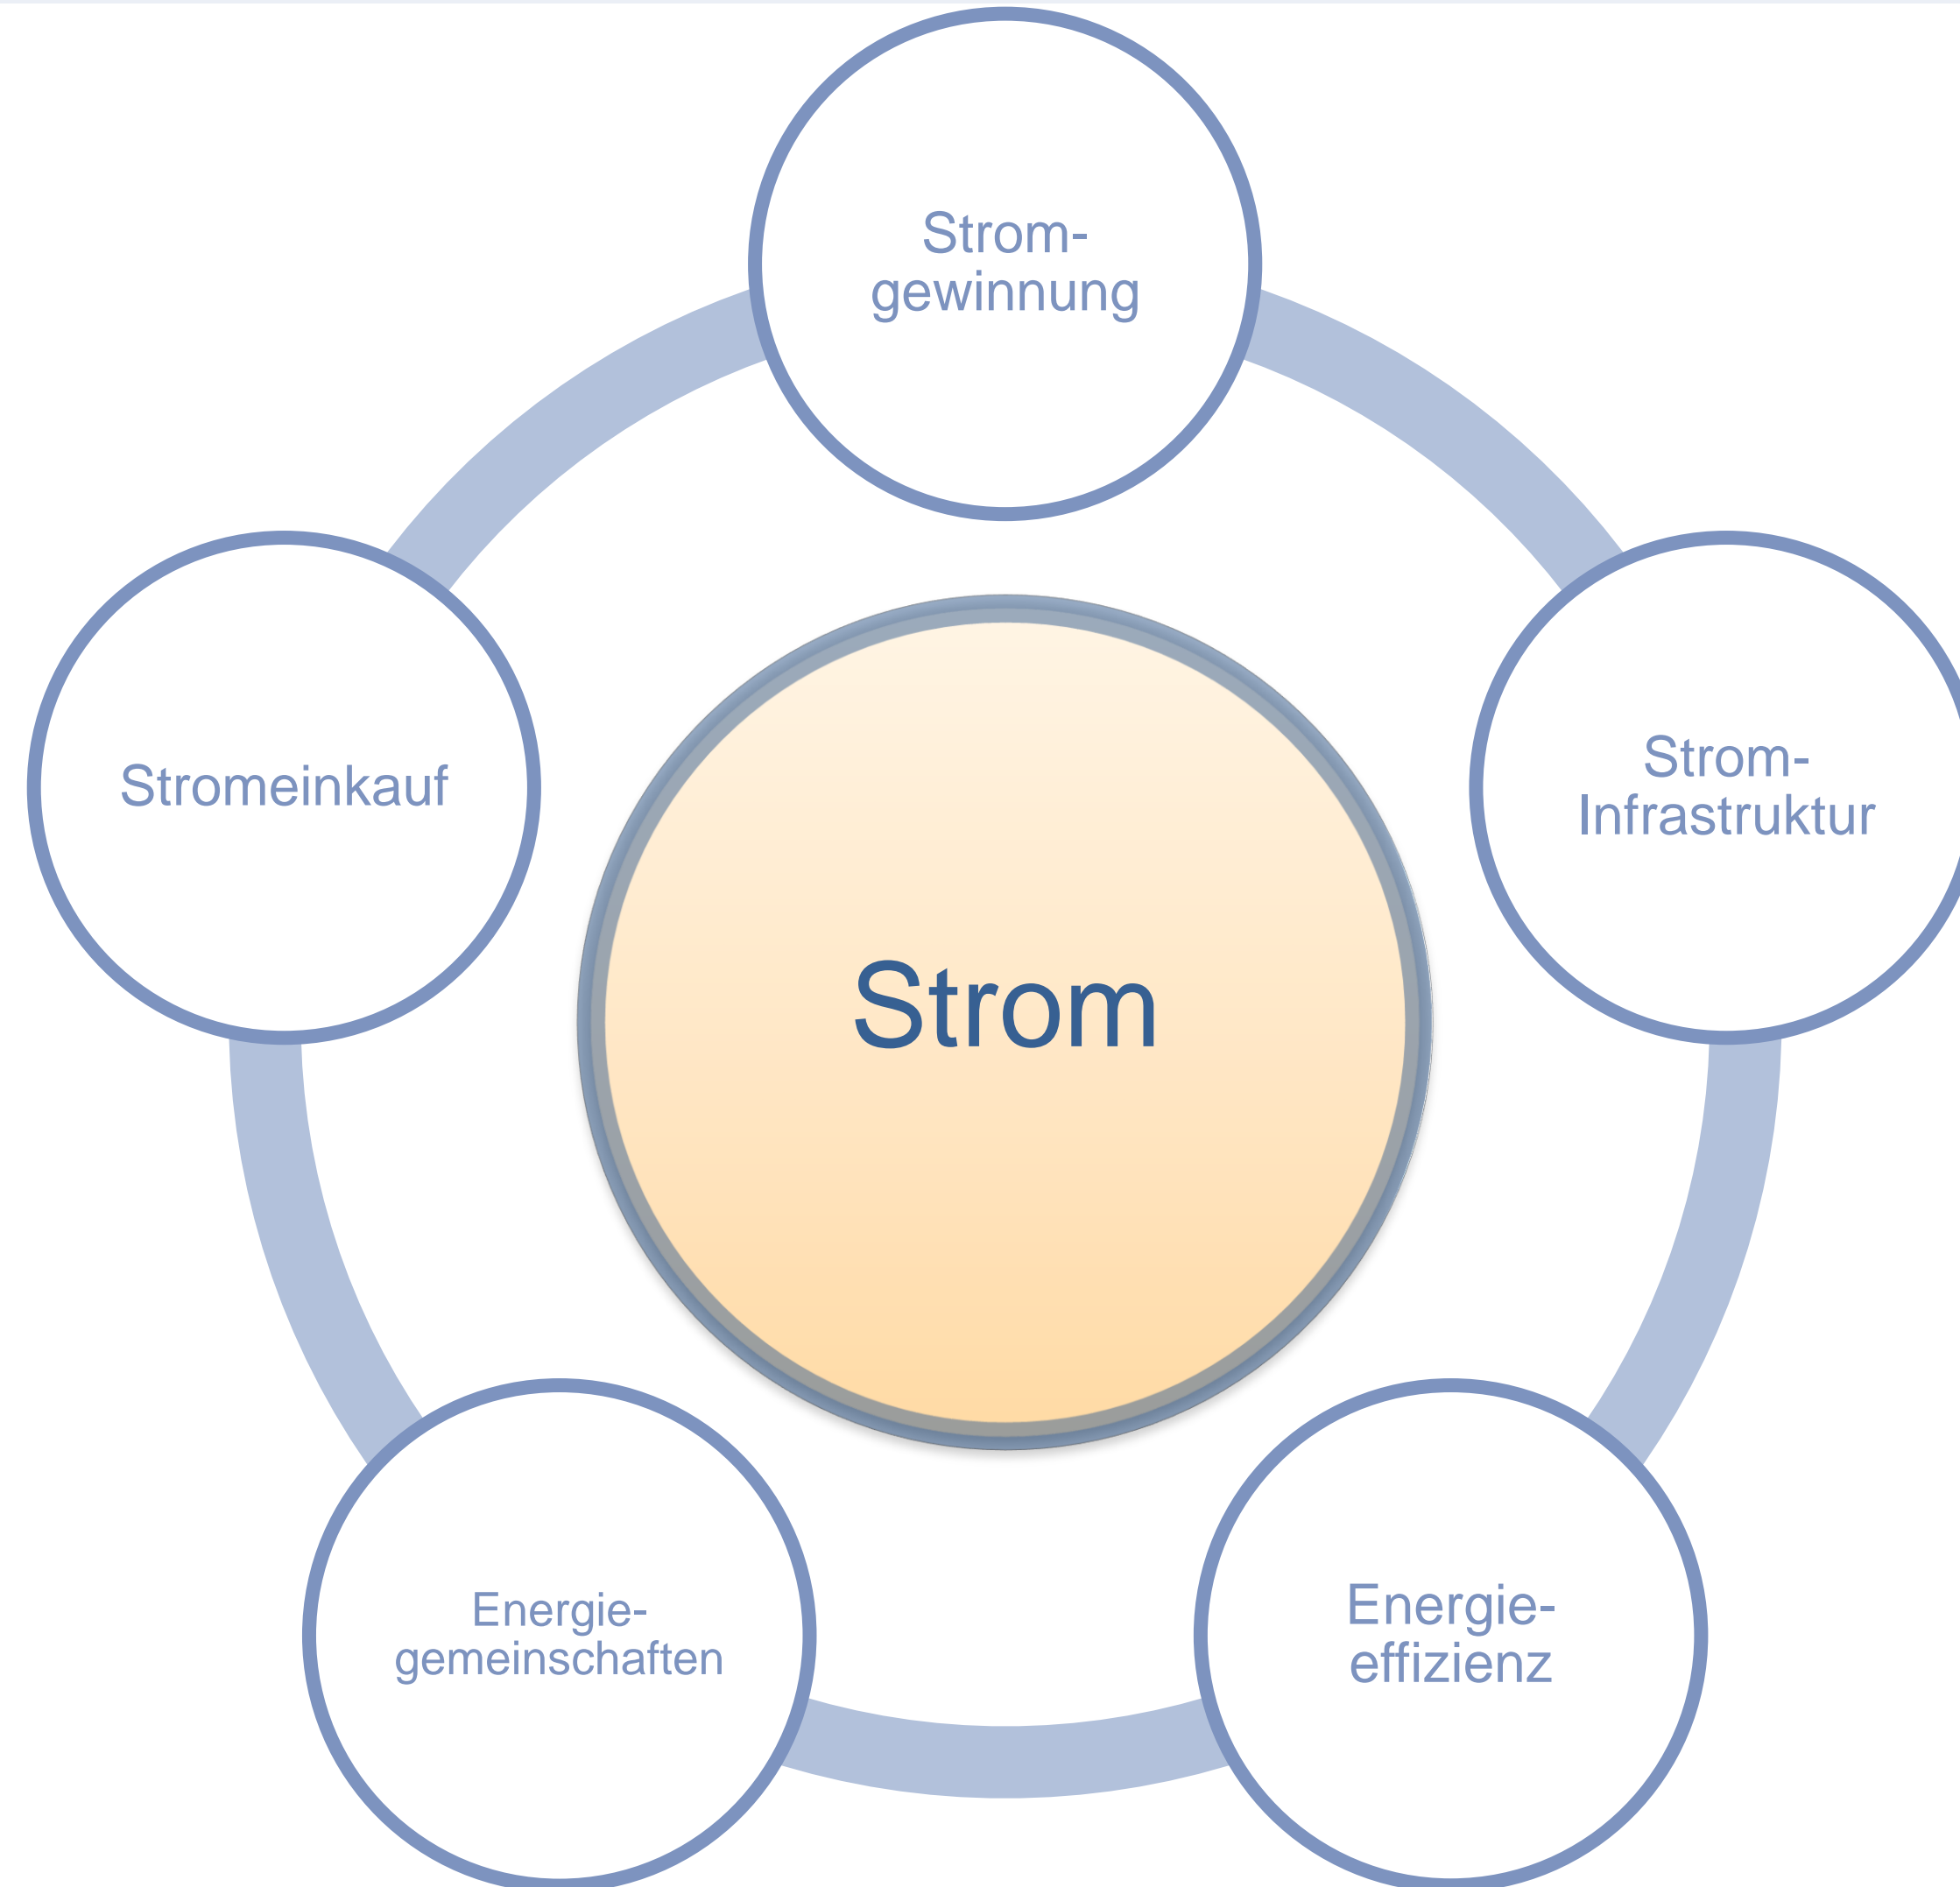 Strom-
gewinnung
Stromeinkauf
Strom-
Infrastruktur
Strom
Energie-
gemeinschaften
Energie-
effizienz